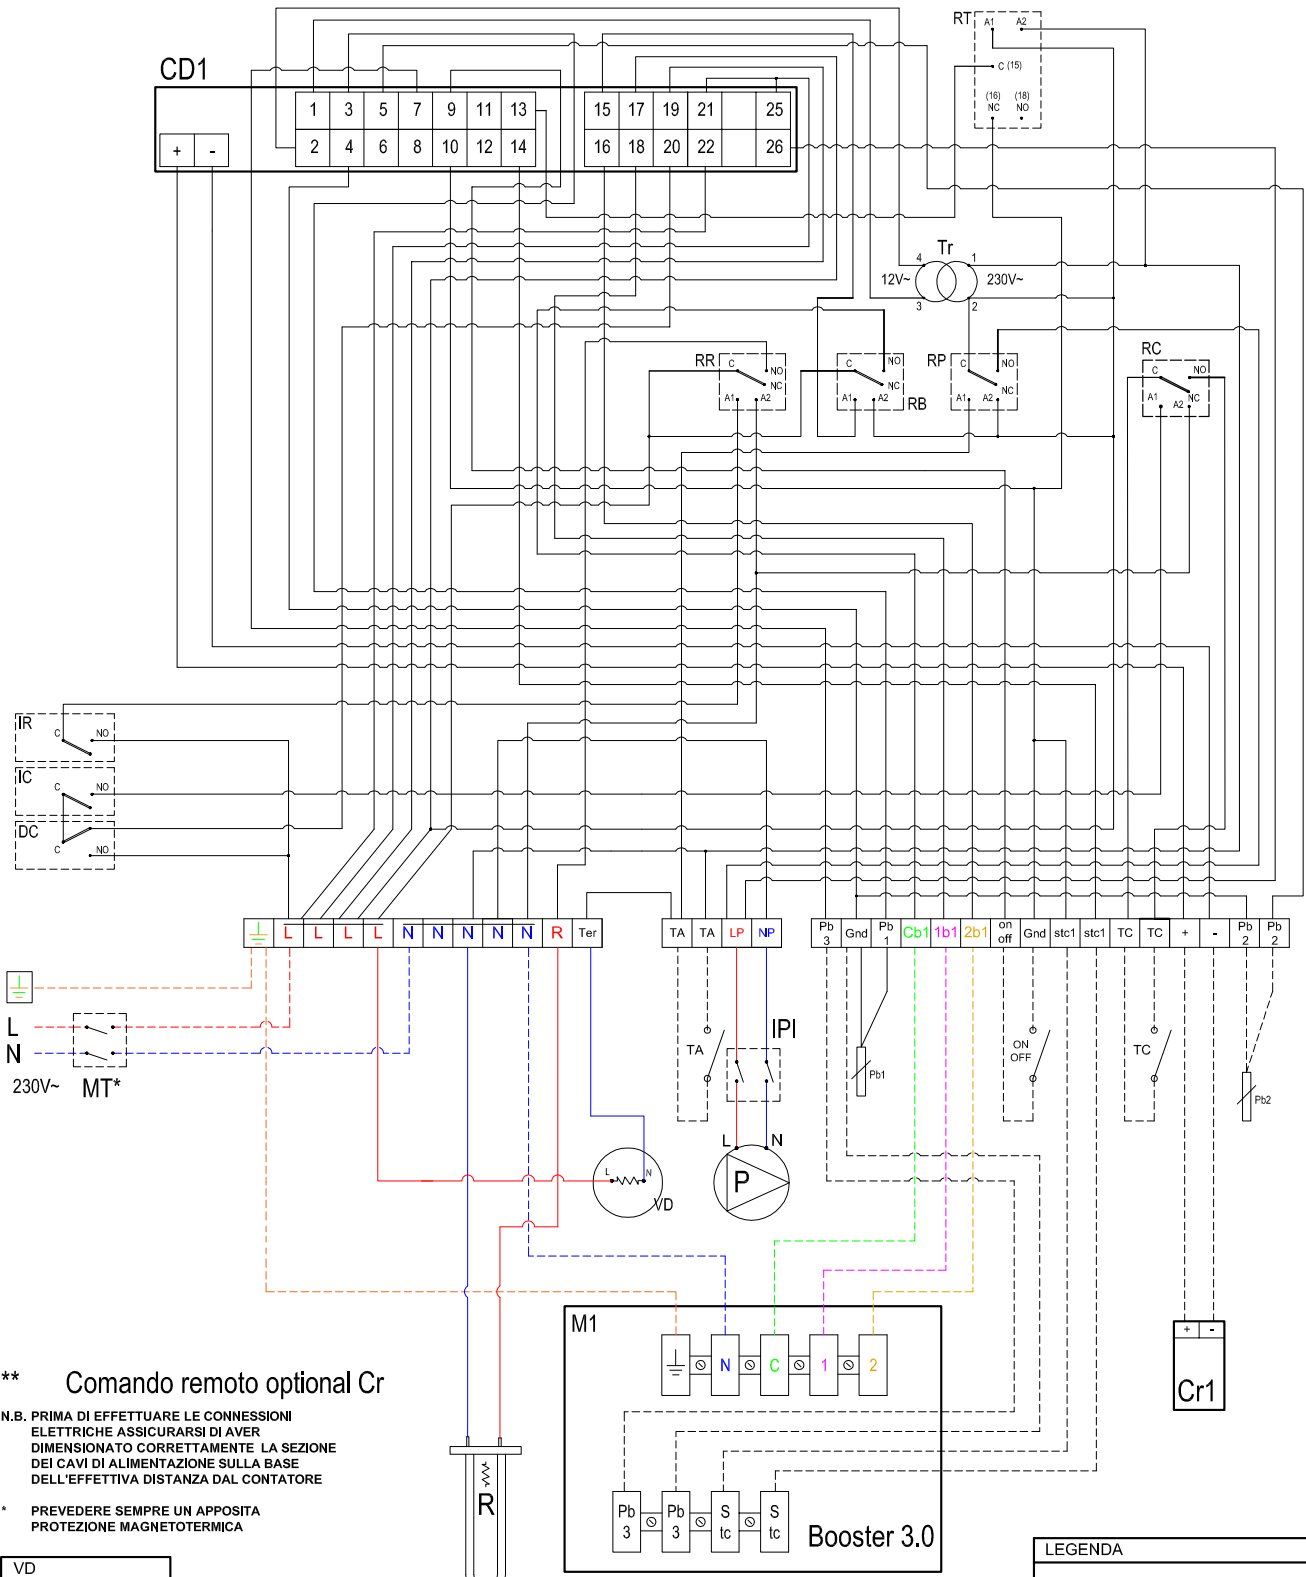 RT A1 A2
C (15)
(16) (18)
NC NO
CD1
1 3 5 7 9 11 13 15 17 19 21 25
+ - 2 4 6 8 10 12 14 16 18 20 22 26
Tr
4 1
12V~ 230V~
3 2
RR C NO NC A1 A2
C NO NC A1 A2 RB
RP C NO NC A1 A2
RC
C NO A1 A2 NC
IR C NO
IC C NO
DC C NO
L L L L N N N N N R Ter
TA TA LP NP
Pb 3 Gnd Pb 1 Cb1 1b1 2b1 on off Gnd stc1 stc1 TC TC + - Pb 2 Pb 2
L
N
230V~ MT*
TA
IPI
Pb1
ON
OFF
TC
Pb2
L N
P
L N
VD
M1
N C 1 2
+ -
Cr1
** Comando remoto optional Cr
N.B. PRIMA DI EFFETTUARE LE CONNESSIONI
ELETTRICHE ASSICURARSI DI AVER
DIMENSIONATO CORRETTAMENTE LA SEZIONE
DEI CAVI DI ALIMENTAZIONE SULLA BASE
DELL'EFFETTIVA DISTANZA DAL CONTATORE
* PREVEDERE SEMPRE UN APPOSITA
PROTEZIONE MAGNETOTERMICA
R
Pb 3 Pb 3 S tc S tc
Booster 3.0
LEGENDA
VD